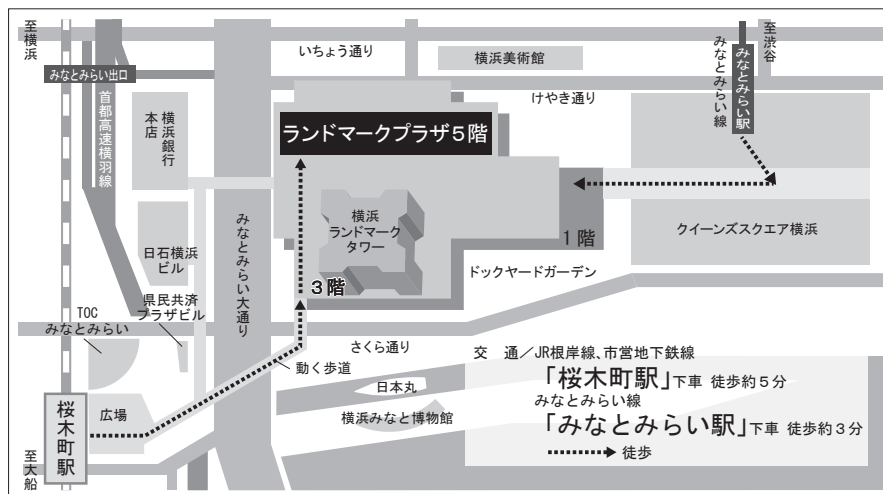 至横浜
いちょう通り
横浜美術館
至渋谷
みなとみらい線
みなとみらい駅
みなとみらい出口
けやき通り
首都高速横羽線
横浜銀行
本店
ランドマークプラザ5階
横浜
ランドマーク
タワー
1階
クイーンズスクエア横浜
日石横浜
ビル
みなとみらい大通り
ドックヤードガーデン
3階
県民共済
プラザビル
TOC
みなとみらい
さくら通り
動く歩道
日本丸
横浜みなと博物館
広場
桜木町駅
至大船
交 通／JR根岸線、市営地下鉄線
「桜木町駅」下車 徒歩約5分
みなとみらい線
「みなとみらい駅」下車 徒歩約3分
徒歩